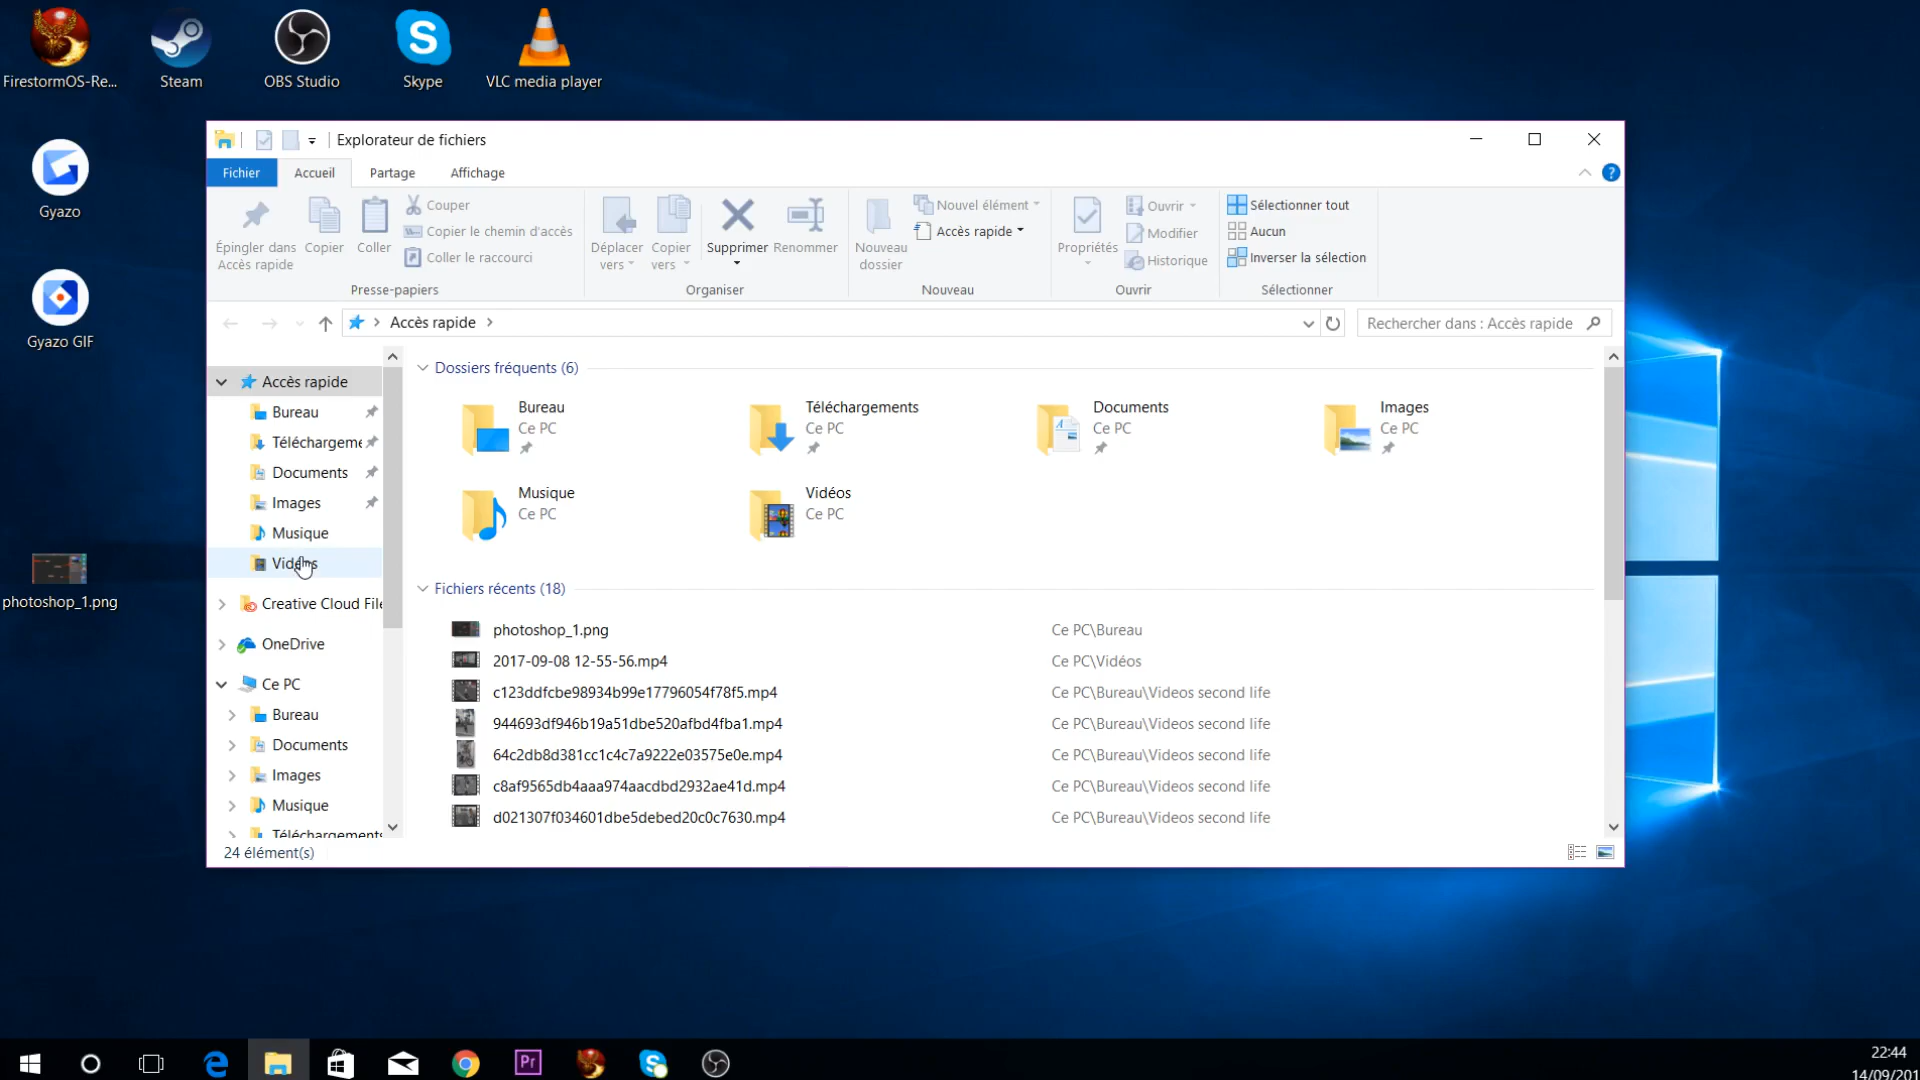 FirestormOS-Re...
Steam
OBS Studio
Skype
VLC media player
Gyazo
Gyazo GIF
photoshop_1.png
Explorateur de fichiers
Fichier
Accueil
Partage
Affichage
Épingler dans
Accès rapide
Copier
Coller
Couper
Copier le chemin d'accès
Coller le raccourci
Presse-papiers
Déplacer
vers
Copier
vers
Supprimer
Renommer
Organiser
Nouveau
dossier
Nouvel élément
Accès rapide
Nouveau
Propriétés
Ouvrir
Modifier
Historique
Ouvrir
Sélectionner tout
Aucun
Inverser la sélection
Sélectionner
Accès rapide
Rechercher dans : Accès rapide
Accès rapide
Bureau
Téléchargeme
Documents
Images
Musique
Vidéos
Creative Cloud File
OneDrive
Ce PC
Bureau
Documents
Images
Musique
Téléchargements
Dossiers fréquents (6)
Bureau
Ce PC
Téléchargements
Ce PC
Documents
Ce PC
Images
Ce PC
Musique
Ce PC
Vidéos
Ce PC
Fichiers récents (18)
photoshop_1.png Ce PC\Bureau
2017-09-08 12-55-56.mp4 Ce PC\Vidéos
c123ddfcbe98934b99e17796054f78f5.mp4 Ce PC\Bureau\Videos second life
944693df946b19a51dbe520afbd4fba1.mp4 Ce PC\Bureau\Videos second life
64c2db8d381cc1c4c7a9222e03575e0e.mp4 Ce PC\Bureau\Videos second life
c8af9565db4aaa974aacdbd2932ae41d.mp4 Ce PC\Bureau\Videos second life
d021307f034601dbe5debed20c0c7630.mp4 Ce PC\Bureau\Videos second life
24 élément(s)
Pr
22:44
14/09/201